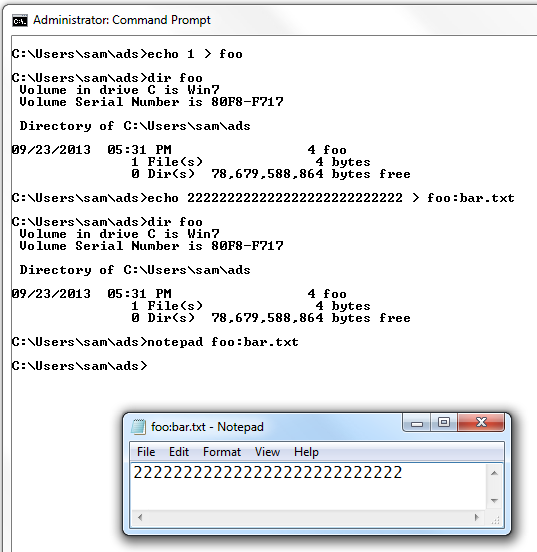 Administrator: Command Prompt
C:\Users\sam\ads>echo 1 > foo
C:\Users\sam\ads>dir foo
Volume in drive C is Win7
Volume Serial Number is 80F8-F717
Directory of C:\Users\sam\ads
09/23/2013  05:31 PM                 4 foo
1 File(s)              4 bytes
0 Dir(s)  78,679,588,864 bytes free
C:\Users\sam\ads>echo 222222222222222222222222222 > foo:bar.txt
C:\Users\sam\ads>dir foo
Volume in drive C is Win7
Volume Serial Number is 80F8-F717
Directory of C:\Users\sam\ads
09/23/2013  05:31 PM                 4 foo
1 File(s)              4 bytes
0 Dir(s)  78,679,588,864 bytes free
C:\Users\sam\ads>notepad foo:bar.txt
C:\Users\sam\ads>
foo:bar.txt - Notepad
File Edit Format View Help
222222222222222222222222222